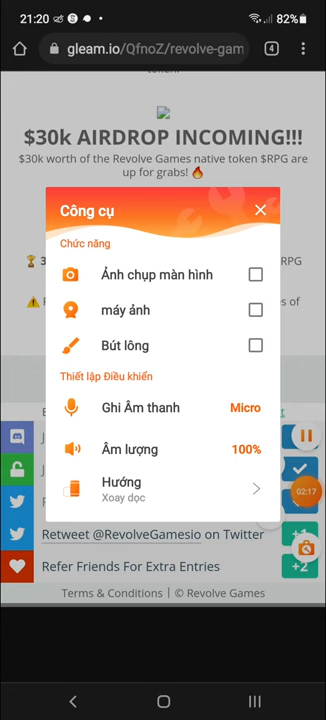 21:20
82%
gleam.io/QfnoZ/revolve-gam
4
$30k AIRDROP INCOMING!!!
$30k worth of the Revolve Games native token $RPG are
up for grabs! 🔥
Công cụ
Chức năng
RPG
Ảnh chụp màn hình
máy ảnh
es of
Bút lông
Thiết lập Điều khiển
Ghi Âm thanh
Micro
Âm lượng
100%
Hướng
Xoay dọc
02:17
Retweet @RevolveGamesio on Twitter
Refer Friends For Extra Entries
+2
Terms & Conditions | © Revolve Games